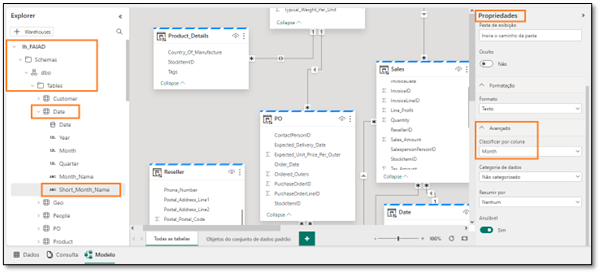 Explorer
+ Warehouses
lh_FAIAD
Schemas
dbo
Tables
Customer
Date
Date
Year
Month
Quarter
Month_Name
Short_Month_Name
Geo
People
PO
Product
Product_Details
Country_Of_Manufacture
StockItemID
Tags
Collapse
Typical_Weight_Per_Unit
Collapse
Reseller
Phone_Number
Postal_Address_Line1
Postal_Address_Line2
Postal_Postal_Code
PO
ContactPersonID
Expected_Delivery_Date
Expected_Unit_Price_Per_Outer
Order_Date
Ordered_Outers
PurchaseOrderID
PurchaseOrderLineID
StockItemID
Collapse
Sales
InvoiceDate
InvoiceID
InvoiceLineID
Line_Profit
Quantity
ResellerID
Sales_Amount
SalespersonPersonID
StockItemID
Tax_Amount
Collapse
Date
Todas as tabelas
Objetos do conjunto de dados padrão
+
100%
Propriedades
Pasta de exibição
Insira o caminho da pasta
Oculto
Não
Formatação
Formato
Texto
Avançado
Classificar por coluna
Month
Categoria de dados
Não categorizado
Resumir por
Nenhum
Anulável
Sim
Dados
Consulta
Modelo